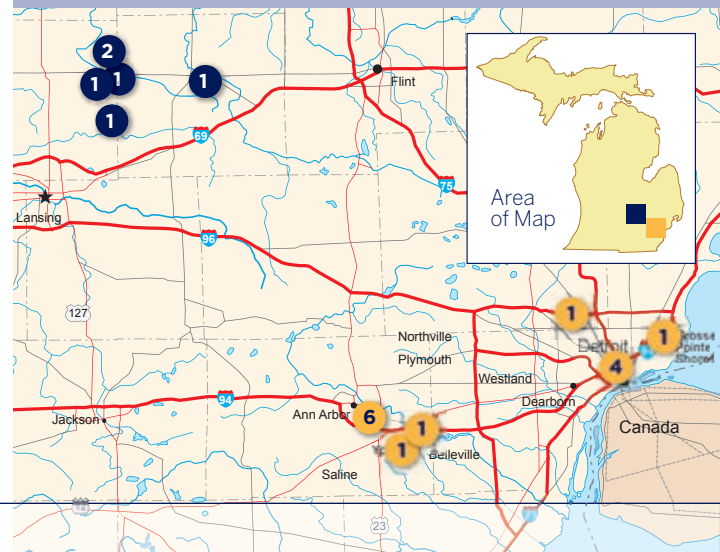 2
1
1
1
1
Flint
69
75
Area
of Map
Lansing
96
127
Northville
Plymouth
1
1
Grosse
Pointe
Shores
Detroit
4
Westland
Dearborn
94
Ann Arbor
6
Jackson
1
1
Belleville
Canada
Saline
23